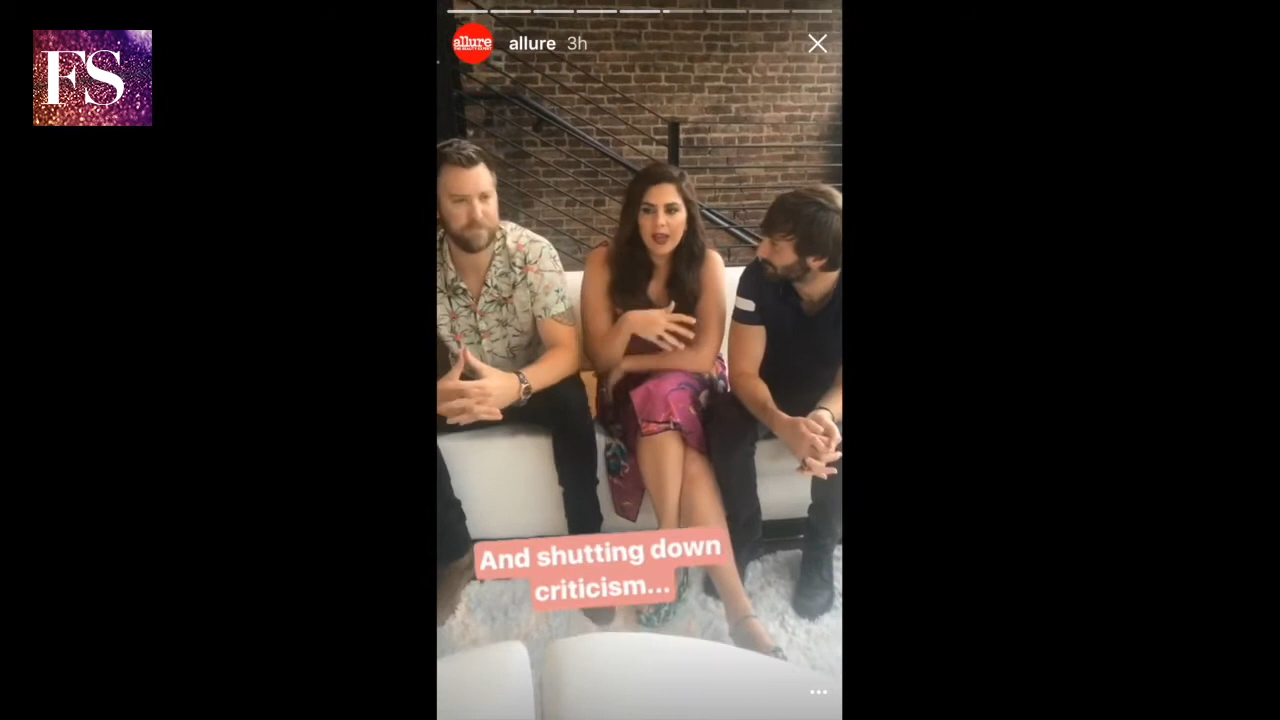 FS
allure
allure 3h
And shutting down
criticism...